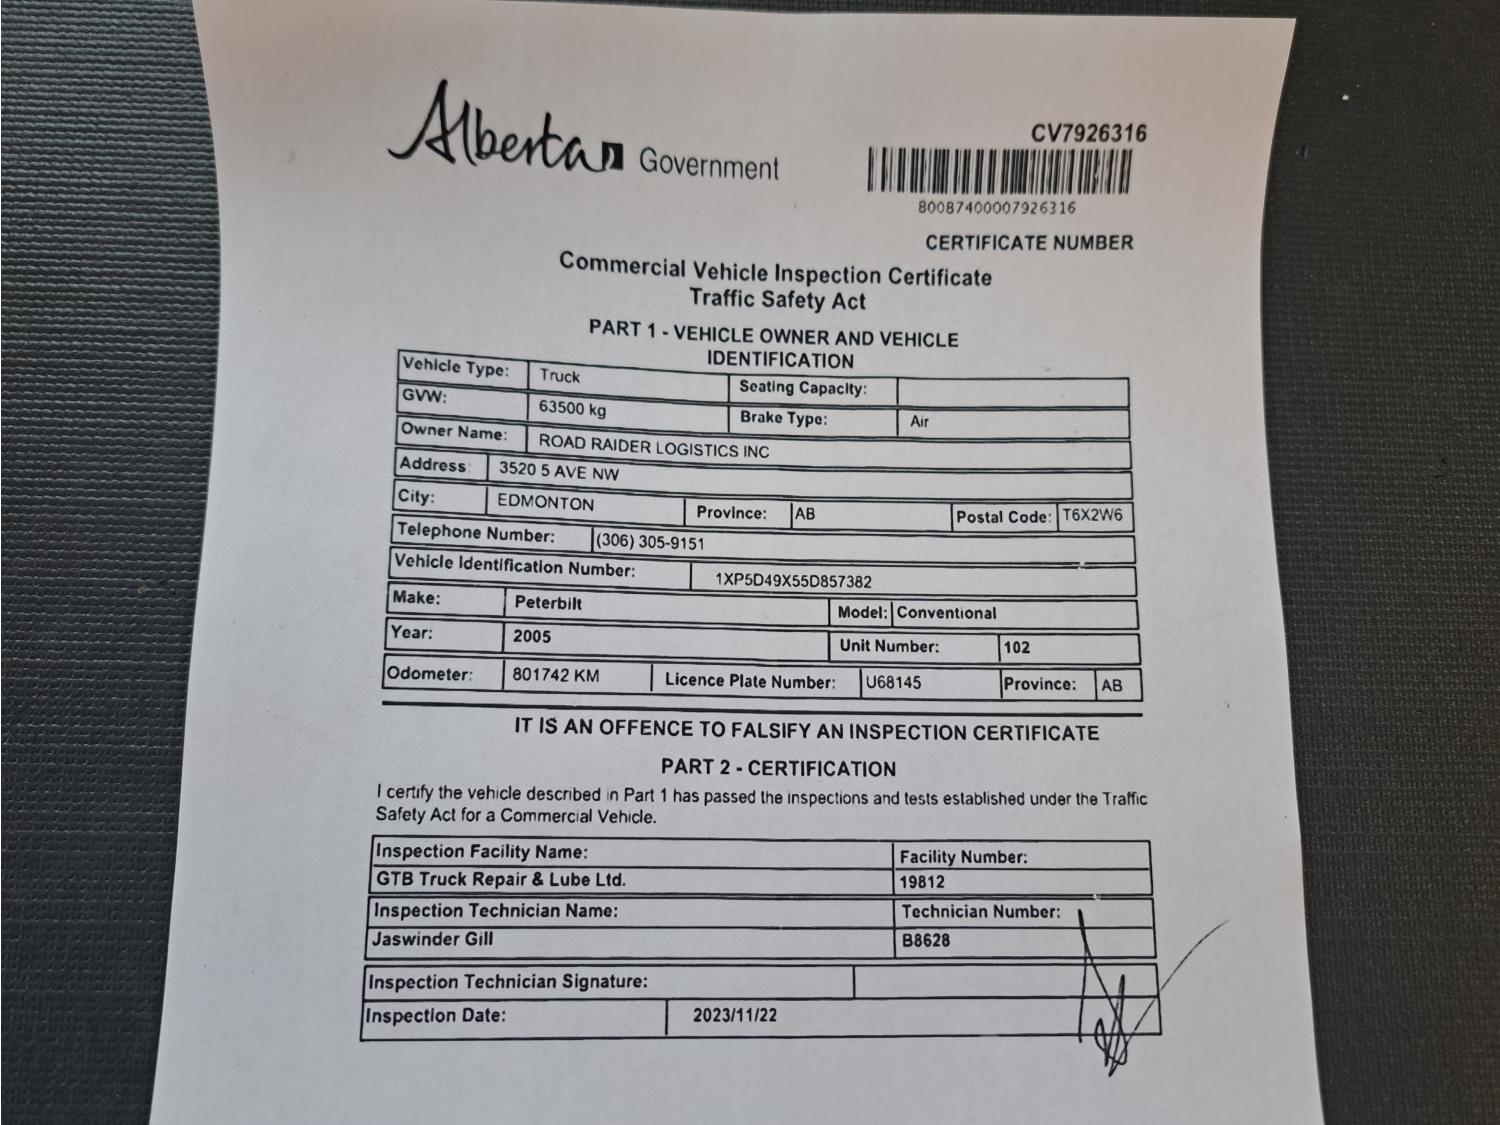 Alberta Government
CV7926316
80087400007926316
CERTIFICATE NUMBER
Commercial Vehicle Inspection Certificate
Traffic Safety Act
PART 1 - VEHICLE OWNER AND VEHICLE
IDENTIFICATION
Vehicle Type: Truck Seating Capacity:
GVW: 63500 kg Brake Type: Air
Owner Name: ROAD RAIDER LOGISTICS INC
Address 3520 5 AVE NW
City: EDMONTON Province: AB Postal Code: T6X2W6
Telephone Number: (306) 305-9151
Vehicle Identification Number: 1XP5D49X55D857382
Make: Peterbilt Model: Conventional
Year: 2005 Unit Number: 102
Odometer: 801742 KM Licence Plate Number: U68145 Province: AB
IT IS AN OFFENCE TO FALSIFY AN INSPECTION CERTIFICATE
PART 2 - CERTIFICATION
I certify the vehicle described in Part 1 has passed the inspections and tests established under the Traffic
Safety Act for a Commercial Vehicle.
Inspection Facility Name: Facility Number:
GTB Truck Repair & Lube Ltd. 19812
Inspection Technician Name: Technician Number:
Jaswinder Gill B8628
Inspection Technician Signature:
Inspection Date: 2023/11/22